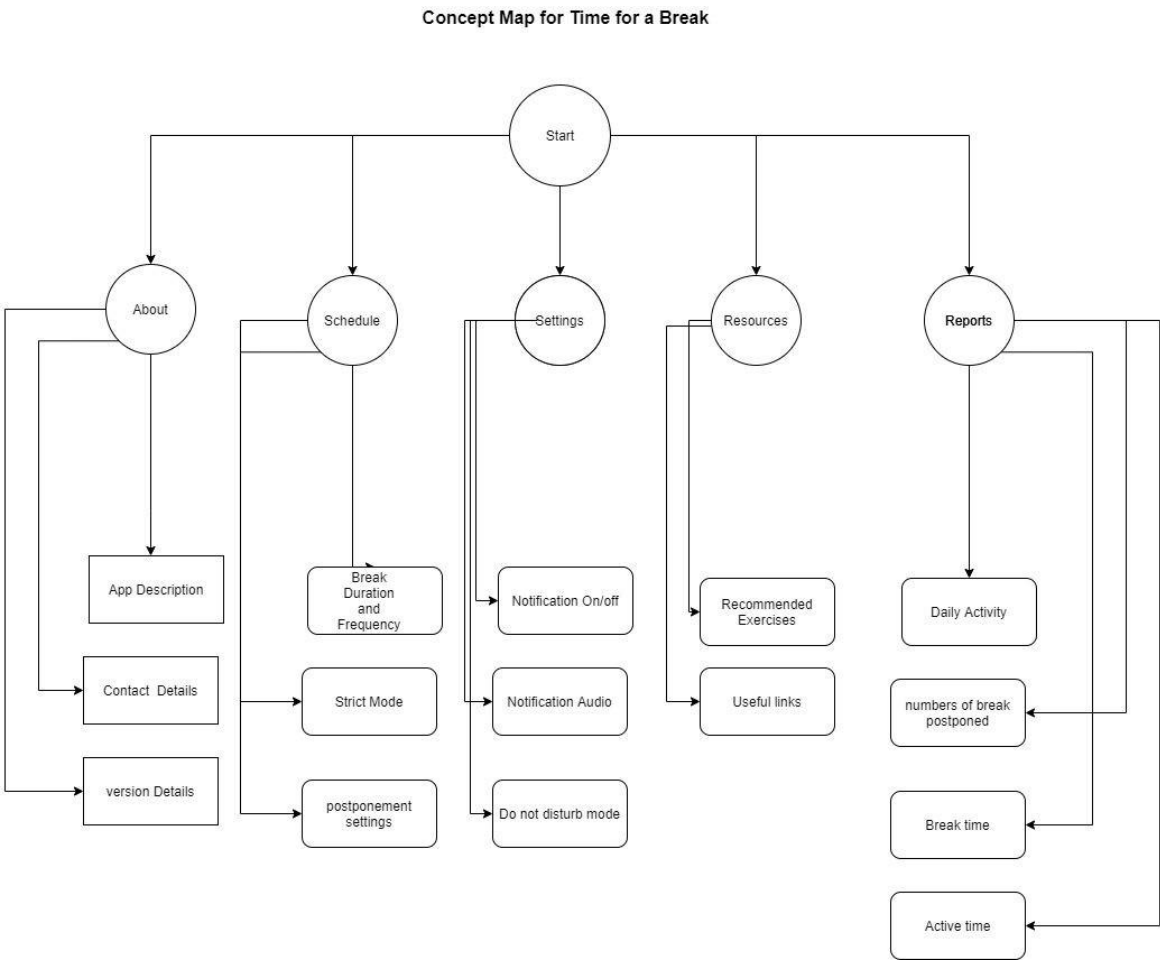 Concept Map for Time for a Break
Start
About
Schedule
Settings
Resources
Reports
App Description
Contact  Details
version Details
Break
Duration
and
Frequency
Strict Mode
postponement
settings
Notification On/off
Notification Audio
Do not disturb mode
Recommended
Exercises
Useful links
Daily Activity
numbers of break
postponed
Break time
Active time